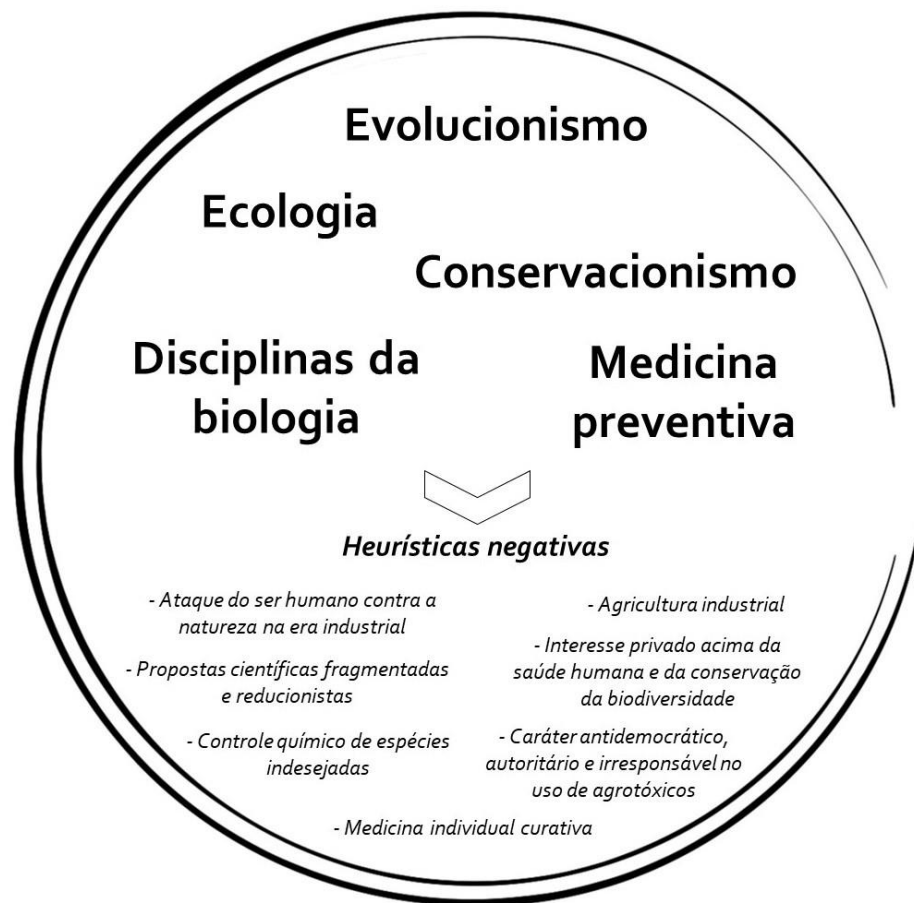 Evolucionismo
Ecologia
Conservacionismo
Disciplinas da
biologia
Medicina
preventiva
Heurísticas negativas
- Ataque do ser humano contra a
natureza na era industrial
- Propostas científicas fragmentadas
e reducionistas
- Controle químico de espécies
indesejadas
- Agricultura industrial
- Interesse privado acima da
saúde humana e da conservação
da biodiversidade
- Caráter antidemocrático,
autoritário e irresponsável no
uso de agrotóxicos
- Medicina individual curativa